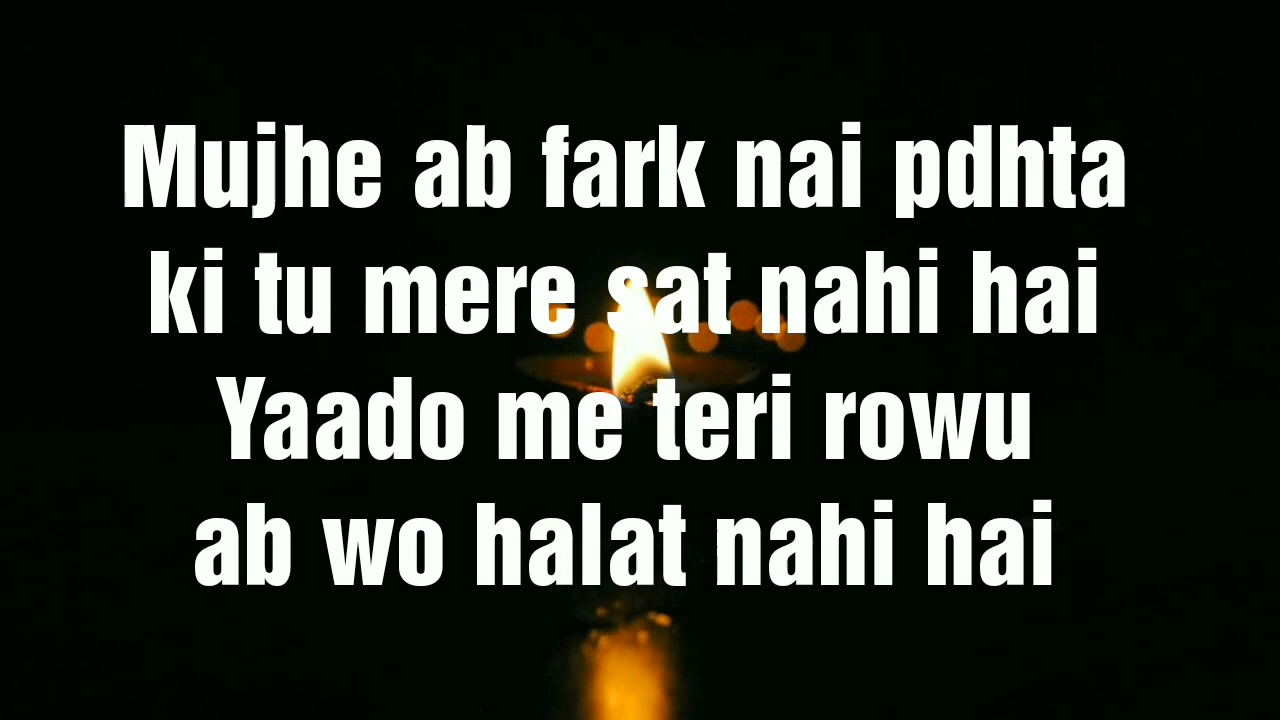 Mujhe ab fark nai pdhta
ki tu mere sat nahi hai
Yaado me teri rowu
ab wo halat nahi hai